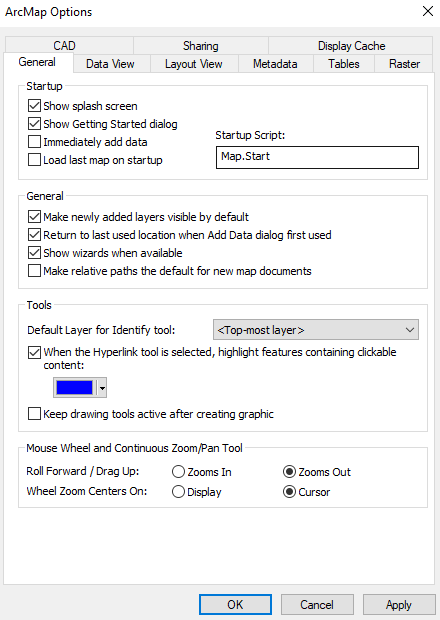 ArcMap Options
CAD Sharing Display Cache
General Data View Layout View Metadata Tables Raster
Startup
Show splash screen
Show Getting Started dialog
Immediately add data
Startup Script:
Load last map on startup
Map.Start
General
Make newly added layers visible by default
Return to last used location when Add Data dialog first used
Show wizards when available
Make relative paths the default for new map documents
Tools
Default Layer for Identify tool: <Top-most layer>
When the Hyperlink tool is selected, highlight features containing clickable
content:
Keep drawing tools active after creating graphic
Mouse Wheel and Continuous Zoom/Pan Tool
Roll Forward / Drag Up: Zooms In Zooms Out
Wheel Zoom Centers On: Display Cursor
OK Cancel Apply